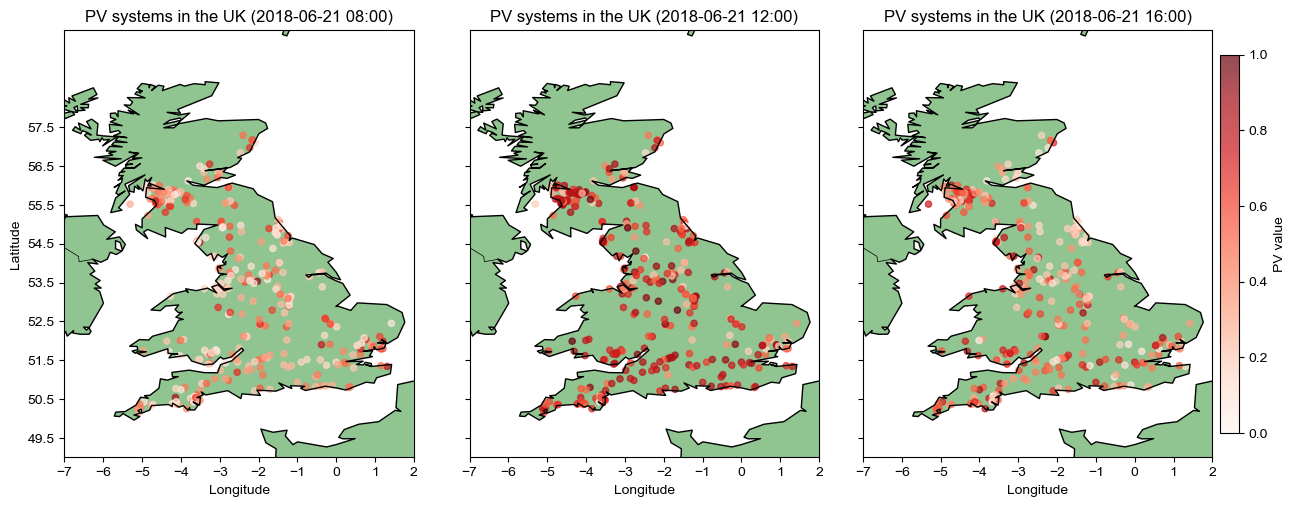 PV systems in the UK (2018-06-21 08:00)
PV systems in the UK (2018-06-21 12:00)
PV systems in the UK (2018-06-21 16:00)
Latitude
57.5
56.5
55.5
54.5
53.5
52.5
51.5
50.5
49.5
−7 −6 −5 −4 −3 −2 −1 0 1 2
Longitude
−7 −6 −5 −4 −3 −2 −1 0 1 2
Longitude
−7 −6 −5 −4 −3 −2 −1 0 1 2
Longitude
1.0
0.8
0.6
0.4
0.2
0.0
PV value